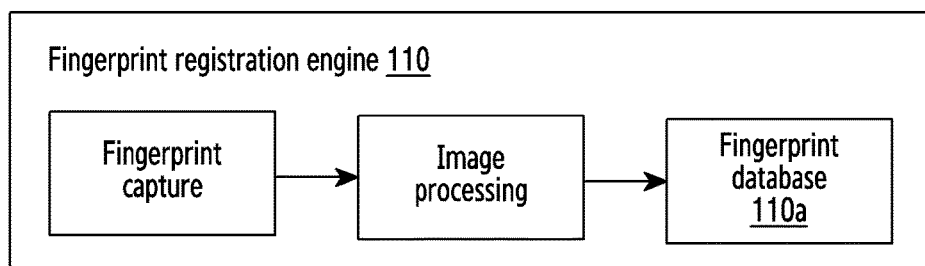 Fingerprint registration engine 110
Fingerprint
capture
Image
processing
Fingerprint
database
110a